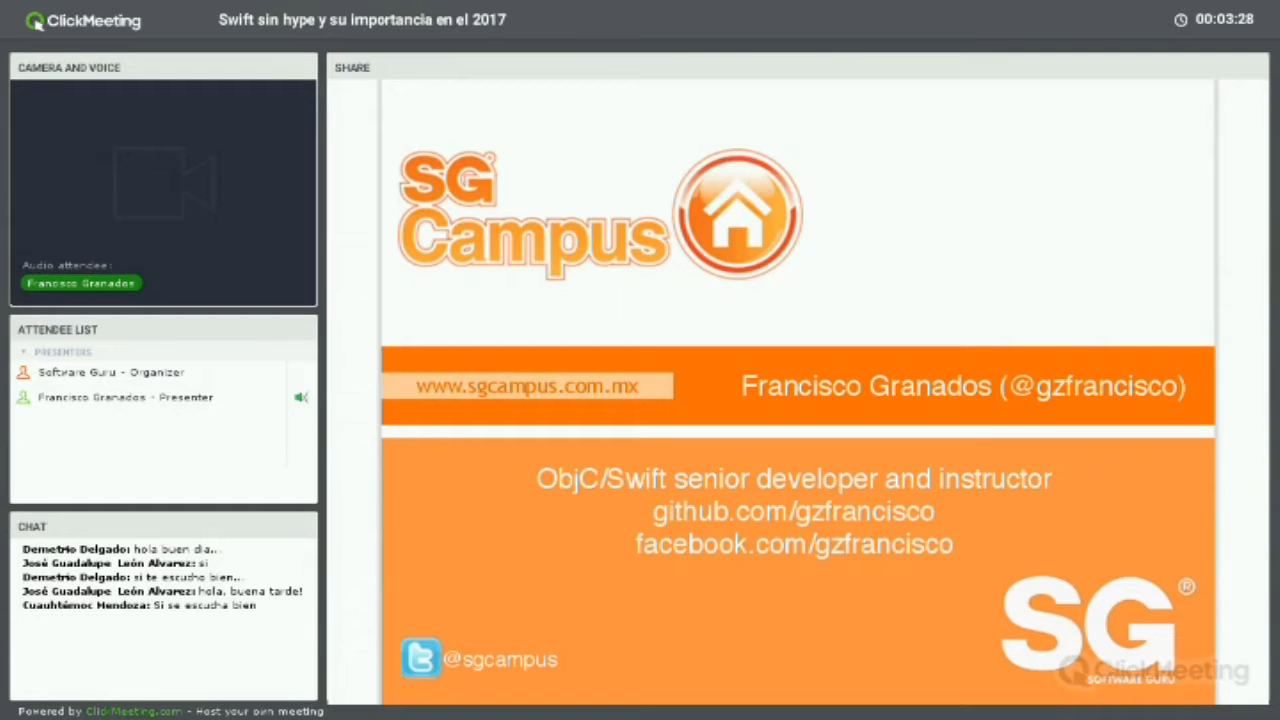 ClickMeeting
Swift sin hype y su importancia en el 2017
00:03:28
CAMERA AND VOICE
Audio attendee:
Francisco Granados
ATTENDEE LIST
PRESENTERS
Software Guru - Organizer
Francisco Granados - Presenter
CHAT
Demetrio Delgado: hola buen dia...
José Guadalupe León Alvarez: si
Demetrio Delgado: si te escucho bien...
José Guadalupe León Alvarez: hola, buena tarde!
Cuauhtémoc Mendoza: Si se escucha bien
SHARE
SG
Campus
www.sgcampus.com.mx
Francisco Granados (@gzfrancisco)
ObjC/Swift senior developer and instructor
github.com/gzfrancisco
facebook.com/gzfrancisco
@sgcampus
SG®
SOFTWARE GURU
ClickMeeting
Powered by ClickMeeting.com - Host your own meeting